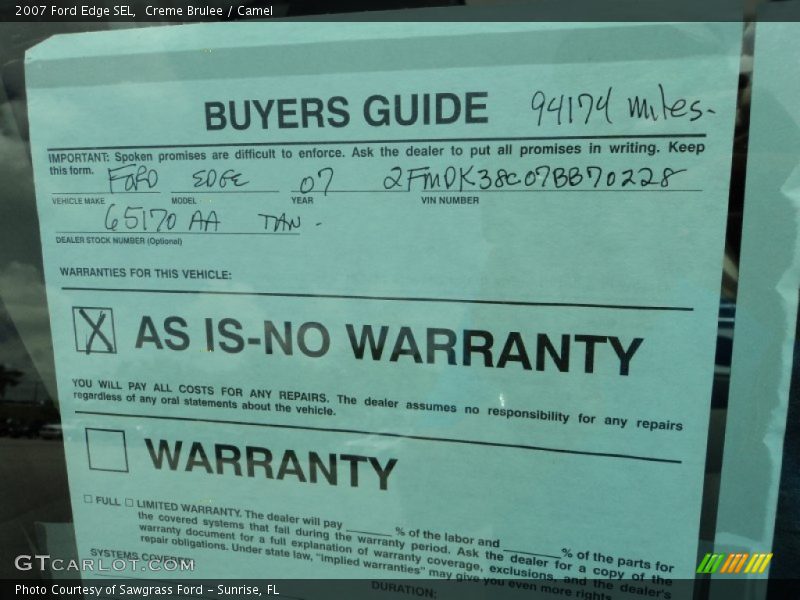 2007 Ford Edge SEL, Creme Brulee / Camel
BUYERS GUIDE 94174 miles.
IMPORTANT: Spoken promises are difficult to enforce. Ask the dealer to put all promises in writing. Keep
this form.
FORD EDGE 07 2FMDK38C07BB70228
VEHICLE MAKE MODEL YEAR VIN NUMBER
65170 AA TAN -
DEALER STOCK NUMBER (Optional)
WARRANTIES FOR THIS VEHICLE:
X AS IS-NO WARRANTY
YOU WILL PAY ALL COSTS FOR ANY REPAIRS. The dealer assumes no responsibility for any repairs
regardless of any oral statements about the vehicle.
WARRANTY
FULL LIMITED WARRANTY. The dealer will pay % of the labor and % of the parts for
the covered systems that fail during the warranty period. Ask the dealer for a copy of the
warranty document for a full explanation of warranty coverage, exclusions, and the dealer's
repair obligations. Under state law, "implied warranties" may give you even more rights.
SYSTEMS COVERED: DURATION:
GTcarlot.com
Photo Courtesy of Sawgrass Ford - Sunrise, FL